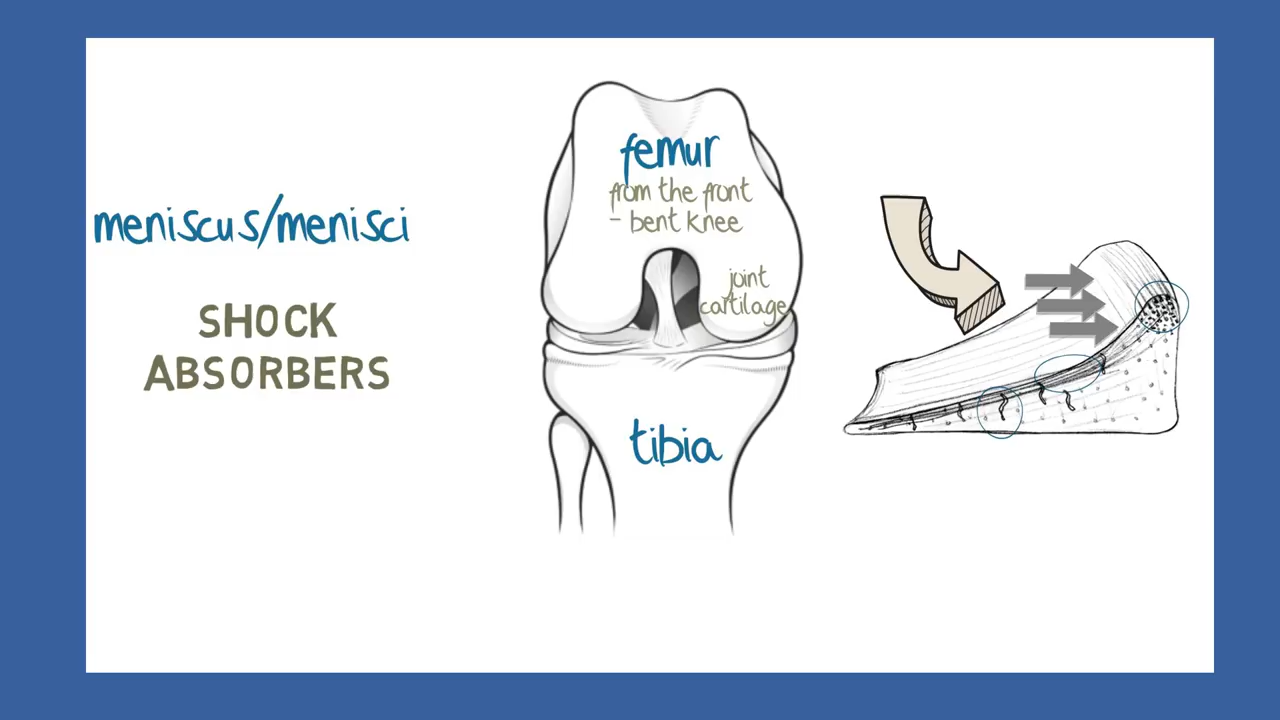 meniscus/menisci
SHOCK
ABSORBERS
femur
from the front
- bent knee
joint
cartilage
tibia